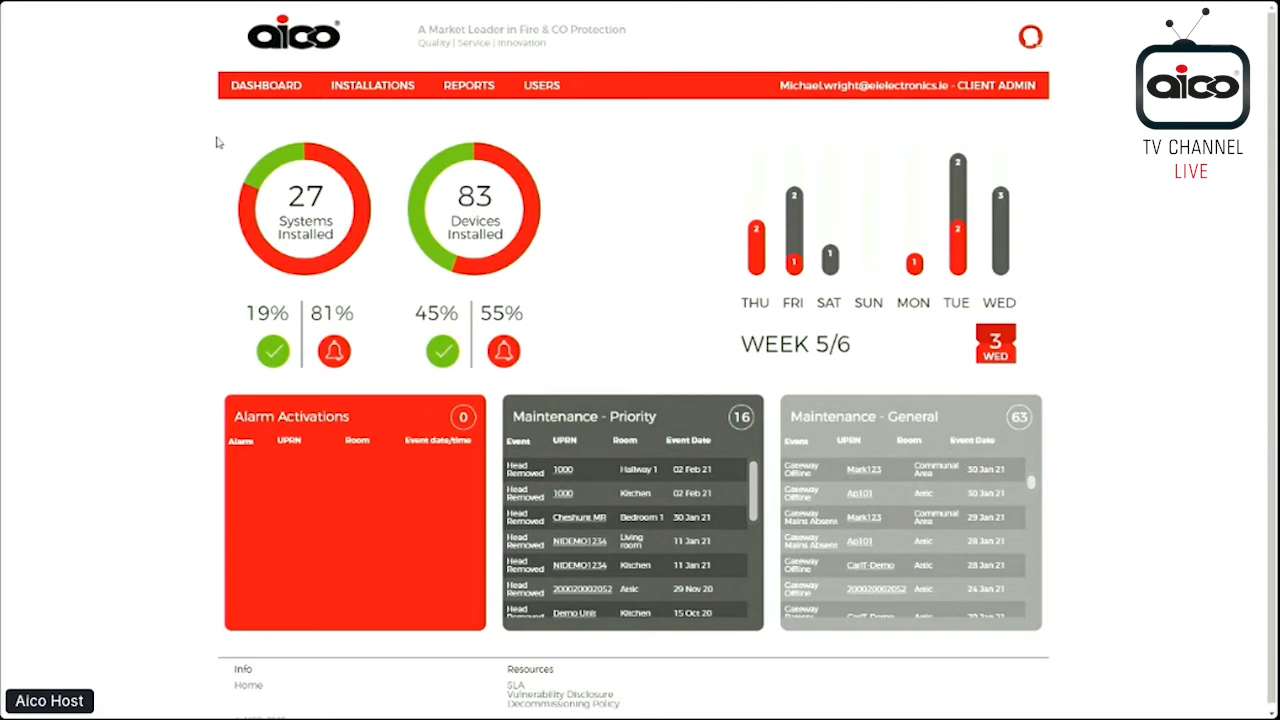 aico
A Market Leader in Fire & CO Protection
Quality | Service | Innovation
aico
TV CHANNEL
LIVE
DASHBOARD INSTALLATIONS REPORTS USERS Michael.wright@eielectronics.ie - CLIENT ADMIN
27
Systems
Installed
83
Devices
Installed
19% 81% 45% 55%
2 2 1 1 1 2 2 3
THU FRI SAT SUN MON TUE WED
WEEK 5/6
3
WED
Alarm Activations 0
Alarm UPRN Room Event date/time
Maintenance - Priority 16
Event UPRN Room Event Date
Head Removed 1000 Hallway 1 02 Feb 21
Head Removed 1000 Kitchen 02 Feb 21
Head Removed Cheshunt MR Bedroom 1 30 Jan 21
Head Removed NIDEMO1234 Living room 11 Jan 21
Head Removed NIDEMO1234 Kitchen 11 Jan 21
Head Removed 200020002052 Attic 29 Nov 20
Head Removed Demo Unit Kitchen 15 Oct 20
Maintenance - General 63
Event UPRN Room Event Date
Gateway Offline Mark123 Communal Area 30 Jan 21
Gateway Offline Ap101 Attic 30 Jan 21
Gateway Mains Absent Mark123 Communal Area 29 Jan 21
Gateway Mains Absent Ap101 Attic 28 Jan 21
Gateway Offline CarlT-Demo Attic 28 Jan 21
Gateway Offline 200020002052 Attic 24 Jan 21
Gateway CarlT-Demo Attic
Info
Home
Resources
SLA
Vulnerability Disclosure
Decommissioning Policy
Aico Host